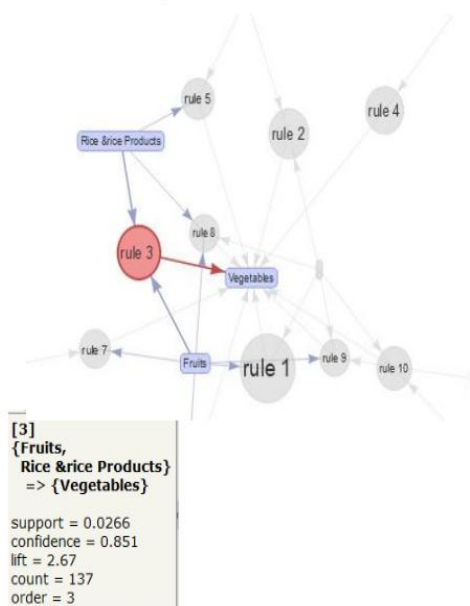 rule 5
rule 4
rule 2
Rice &rice Products
rule 8
rule 3
Vegetables
rule 7
Fruits
rule 1
rule 9
rule 10
[3]
{Fruits,
Rice &rice Products}
=> {Vegetables}
support = 0.0266
confidence = 0.851
lift = 2.67
count = 137
order = 3